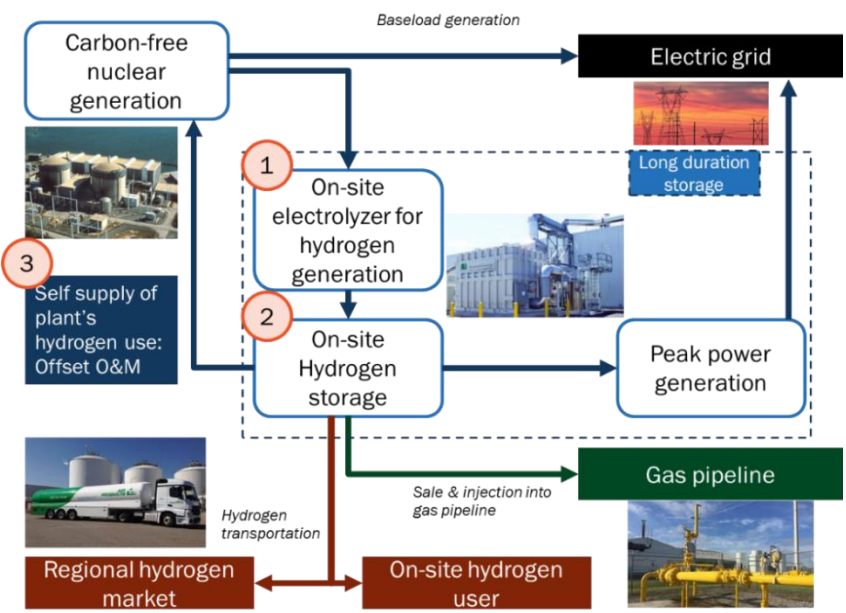 Baseload generation
Carbon-free
nuclear
generation
Electric grid
1
Long duration
storage
On-site
electrolyzer for
hydrogen
generation
3
Self supply of
plant's
hydrogen use:
Offset O&M
2
On-site
Hydrogen
storage
Peak power
generation
Gas pipeline
Sale & injection into
gas pipeline
Hydrogen
transportation
Regional hydrogen
market
On-site hydrogen
user